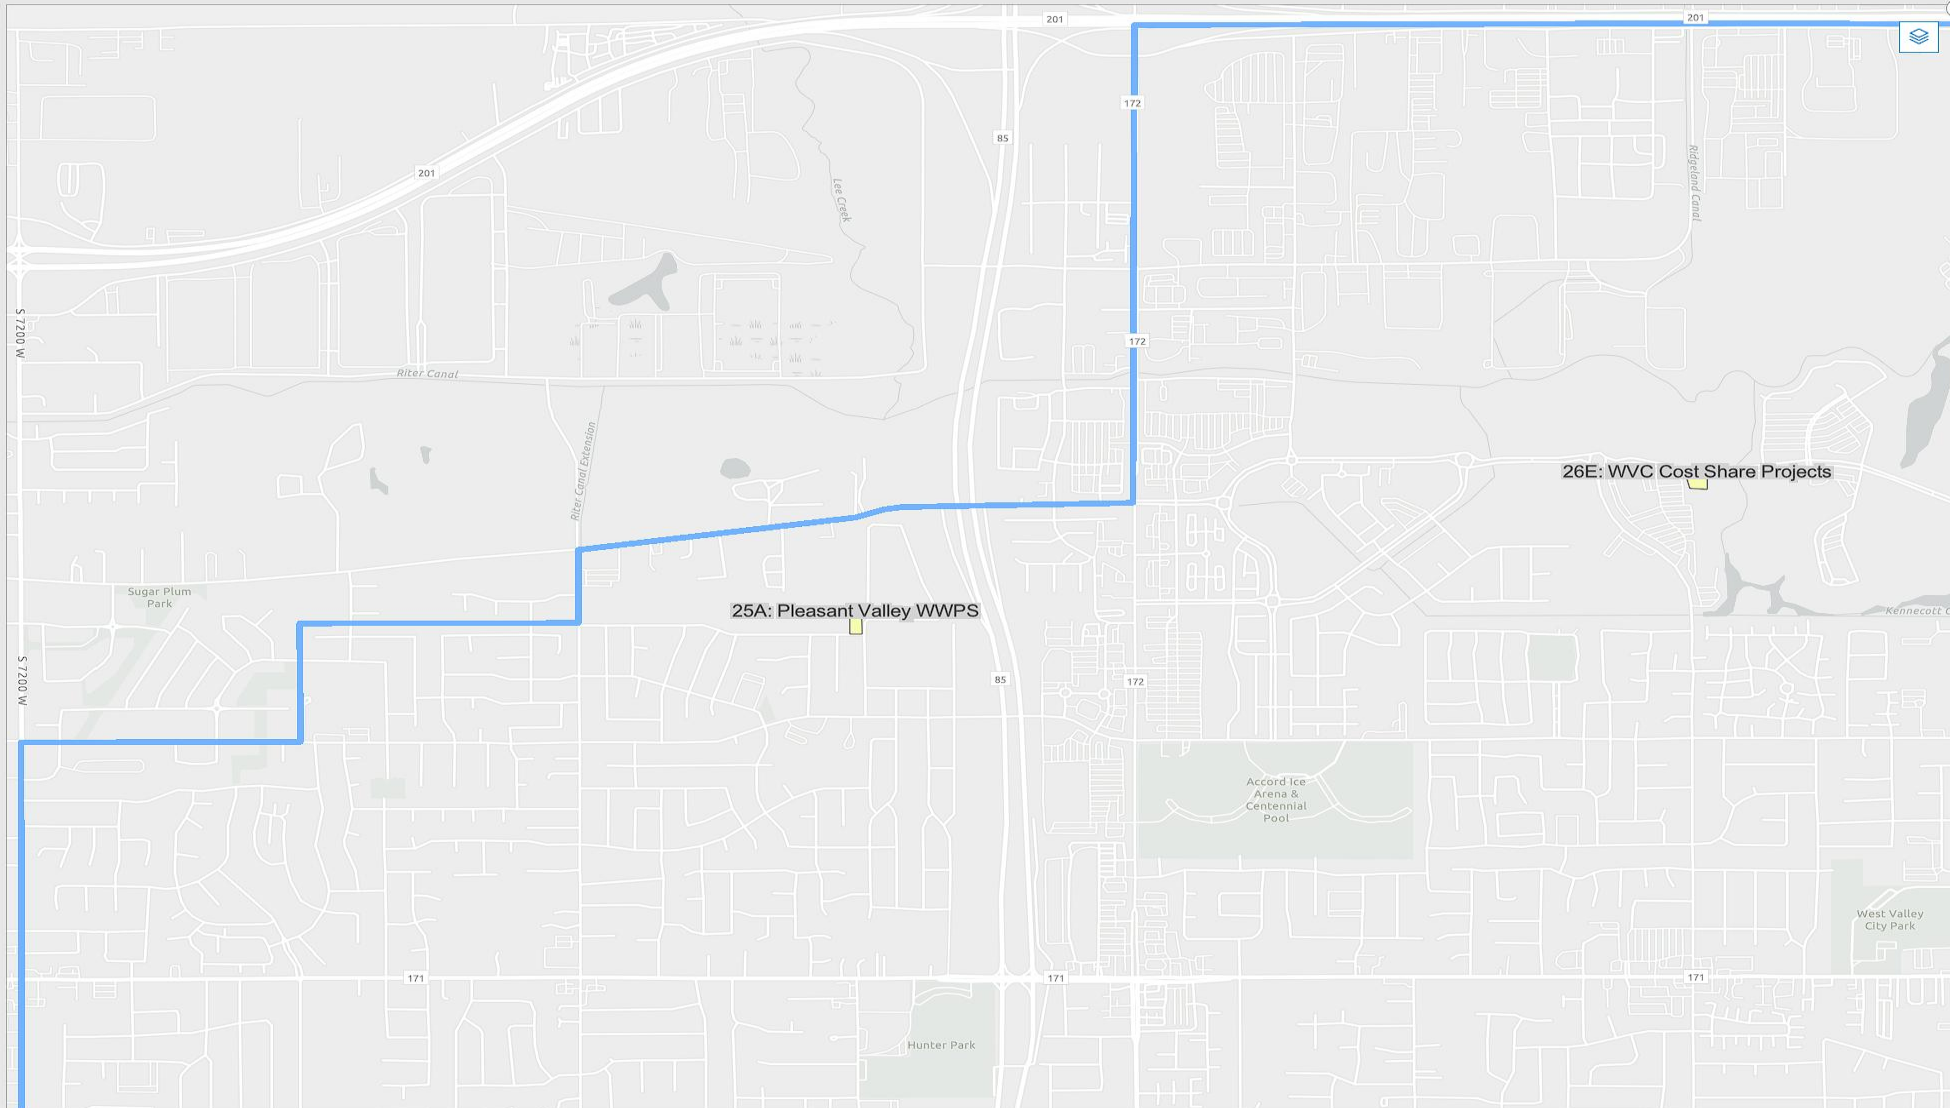 201
201
172
85
Ridgeland Canal
201
Lee Creek
S 7200 W
172
Riter Canal
Riter Canal Extension
26E: WVC Cost Share Projects
Sugar Plum
Park
25A: Pleasant Valley WWPS
Kennecott C
S 7200 W
85
172
Accord Ice
Arena &
Centennial
Pool
West Valley
City Park
171
171
171
Hunter Park